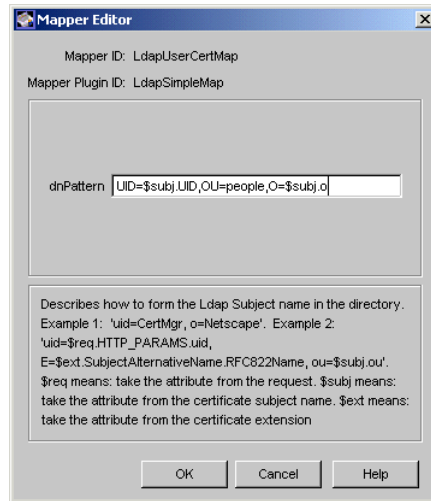 Mapper Editor
Mapper ID: LdapUserCertMap
Mapper Plugin ID: LdapSimpleMap
dnPattern UID=$subj.UID,OU=people,O=$subj.o
Describes how to form the Ldap Subject name in the directory.
Example 1: 'uid=CertMgr, o=Netscape'. Example 2:
'uid=$req.HTTP_PARAMS.uid,
E=$ext.SubjectAlternativeName.RFC822Name, ou=$subj.ou'.
$req means: take the attribute from the request. $subj means:
take the attribute from the certificate subject name. $ext means:
take the attribute from the certificate extension
OK Cancel Help